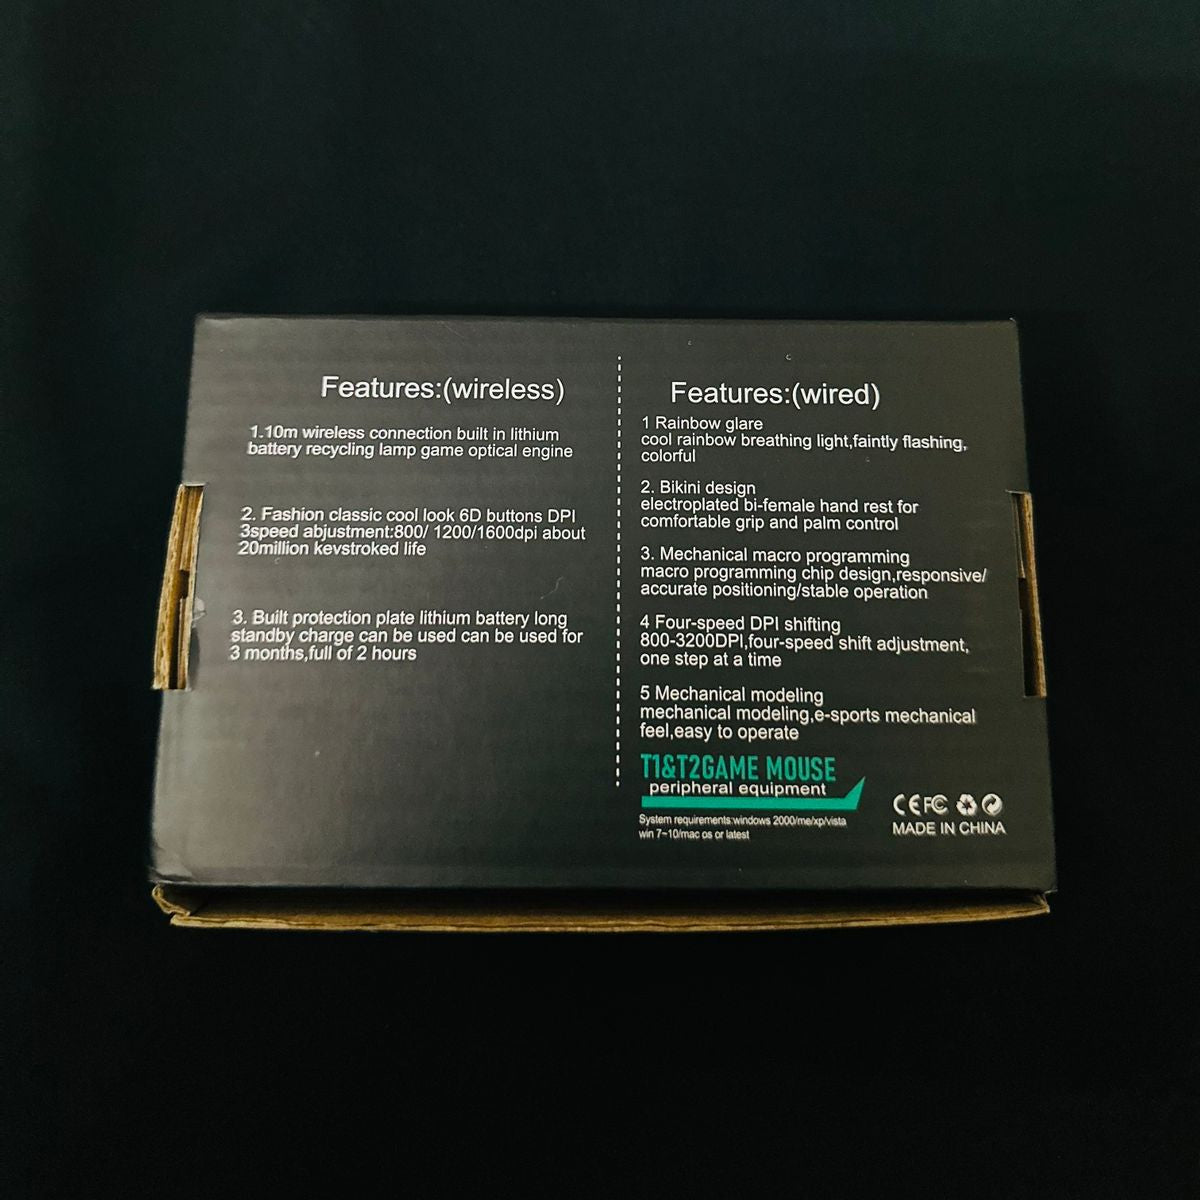 Features:(wireless)
1.10m wireless connection built in lithium
battery recycling lamp game optical engine
2. Fashion classic cool look 6D buttons DPI
3speed abjustment:800/ 1200/1600dpi about
20million kevstroked life
3. Built protection plate lithium battery long
standby charge can be used can be used for
3 months,full of 2 hours
Features:(wired)
1 Rainbow glare
cool rainbow breathing light,faintly flashing,
colorful
2. Bikini design
electroplated bi-female hand rest for
comfortable grip and palm control
3. Mechanical macro programming
macro programming chip design,responsive/
accurate positioning/stable operation
4 Four-speed DPI shifting
800-3200DPI,four-speed shift adjustment,
one step at a time
5 Mechanical modeling
mechanical modeling,e-sports mechanical
feel,easy to operate
T1&T2GAME MOUSE
peripheral equipment
System requirements:windows 2000/me/xp/vista
win 7~10/mac os or latest
CE FC
MADE IN CHINA